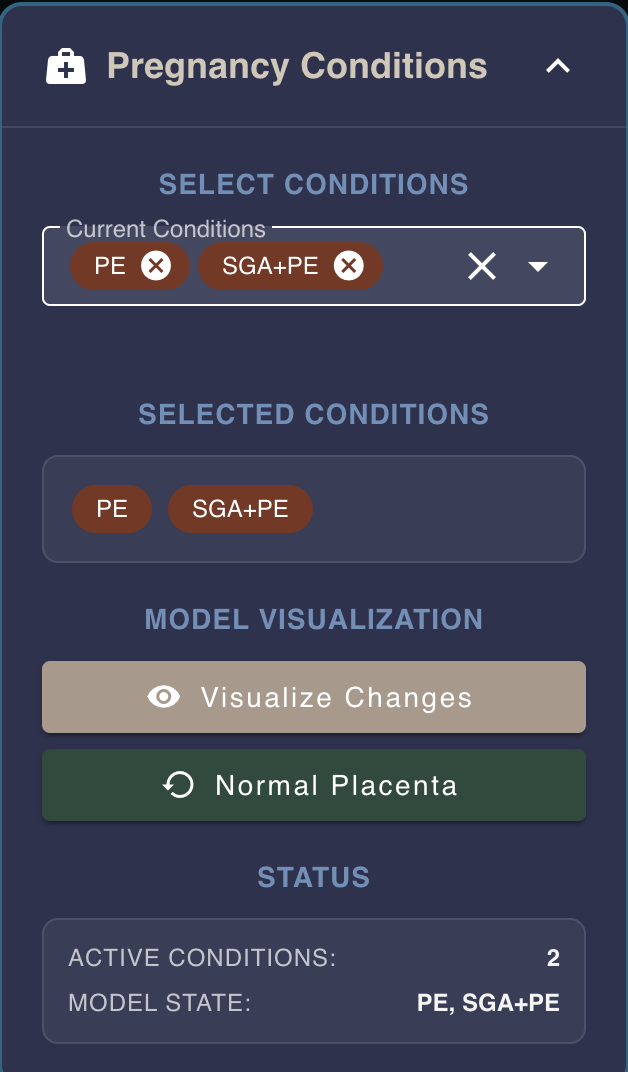 Pregnancy Conditions
SELECT CONDITIONS
Current Conditions
PE SGA+PE
SELECTED CONDITIONS
PE SGA+PE
MODEL VISUALIZATION
Visualize Changes
Normal Placenta
STATUS
ACTIVE CONDITIONS: 2
MODEL STATE: PE, SGA+PE